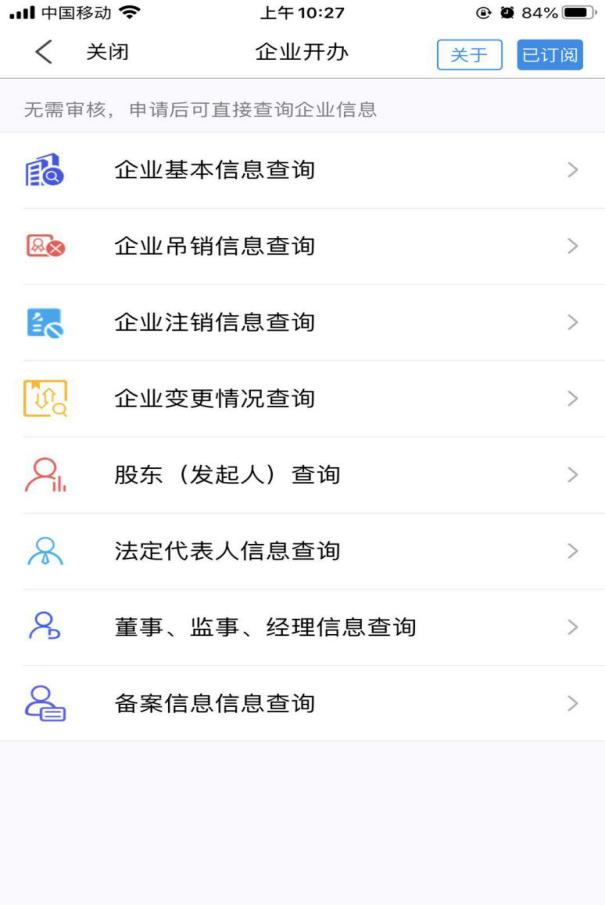 中国移动 上午 10:27 84%
关闭 企业开办 关于 已订阅
无需审核，申请后可直接查询企业信息
企业基本信息查询
企业吊销信息查询
企业注销信息查询
企业变更情况查询
股东（发起人）查询
法定代表人信息查询
董事、监事、经理信息查询
备案信息信息查询